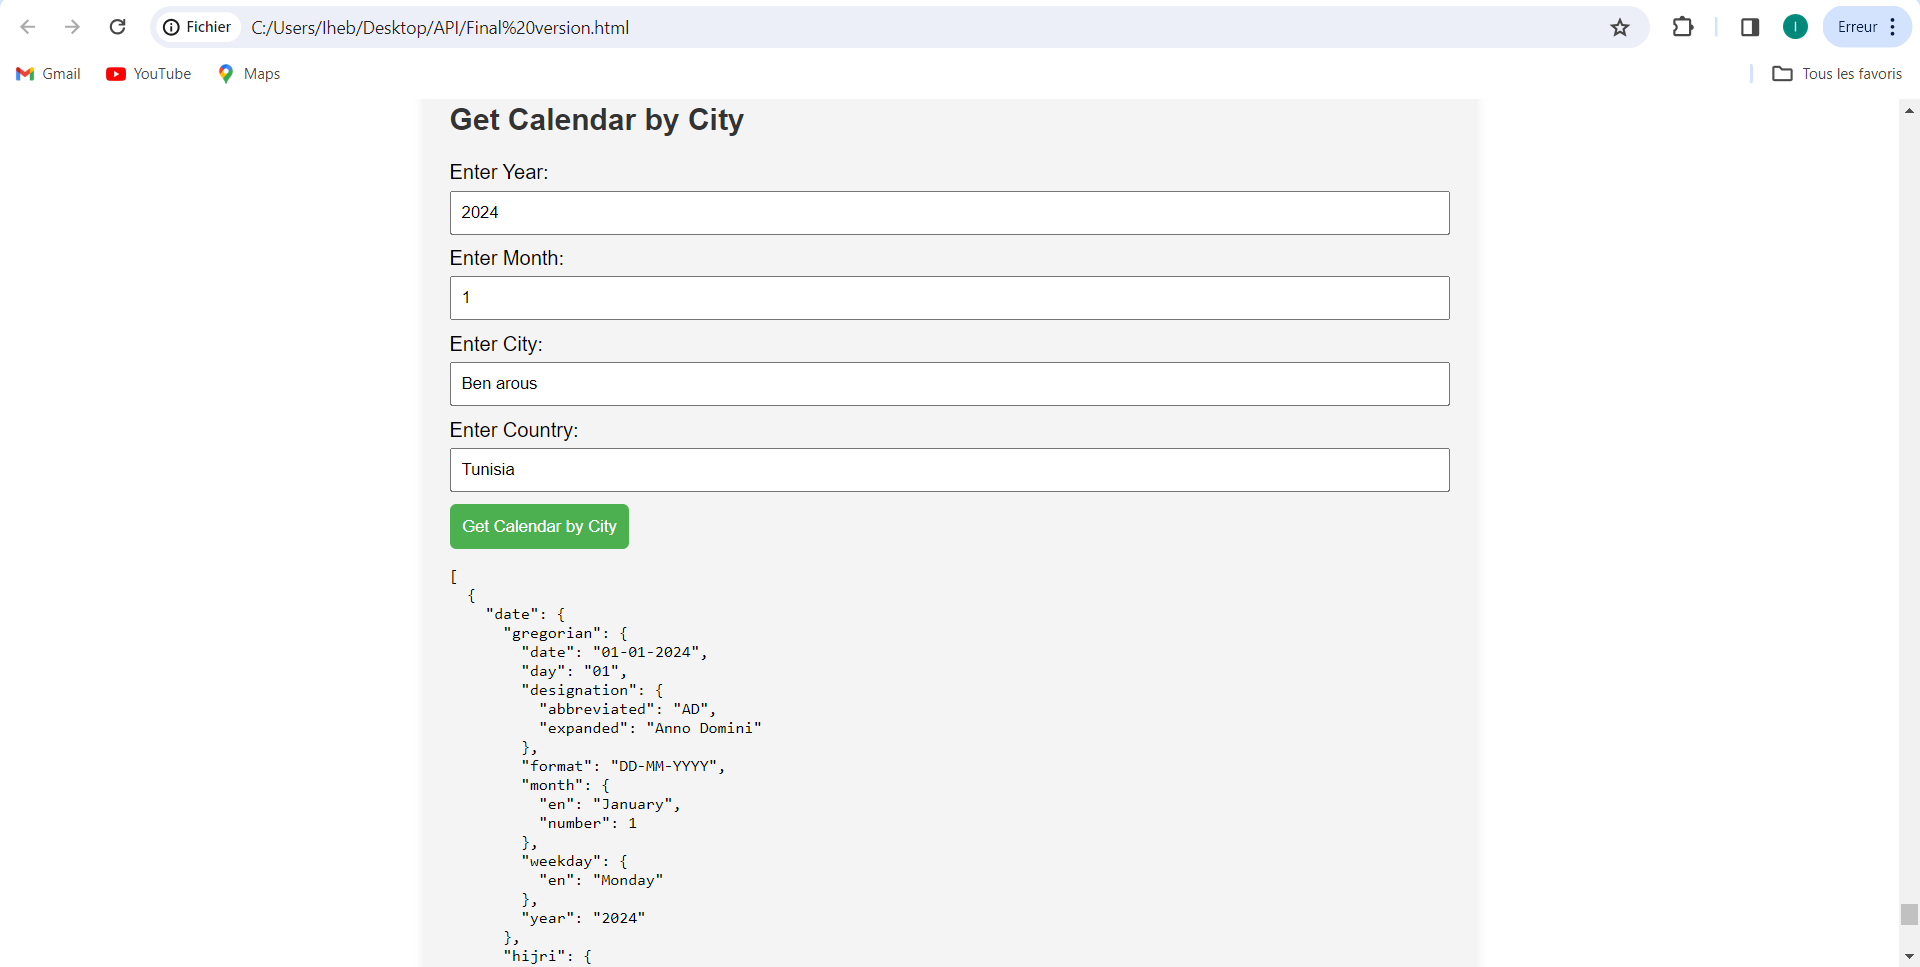 Fichier C:/Users/Iheb/Desktop/API/Final%20version.html I Erreur
Gmail YouTube Maps Tous les favoris
Get Calendar by City
Enter Year:
2024
Enter Month:
1
Enter City:
Ben arous
Enter Country:
Tunisia
Get Calendar by City
[
  {
    "date": {
      "gregorian": {
        "date": "01-01-2024",
        "day": "01",
        "designation": {
          "abbreviated": "AD",
          "expanded": "Anno Domini"
        },
        "format": "DD-MM-YYYY",
        "month": {
          "en": "January",
          "number": 1
        },
        "weekday": {
          "en": "Monday"
        },
        "year": "2024"
      },
      "hijri": {